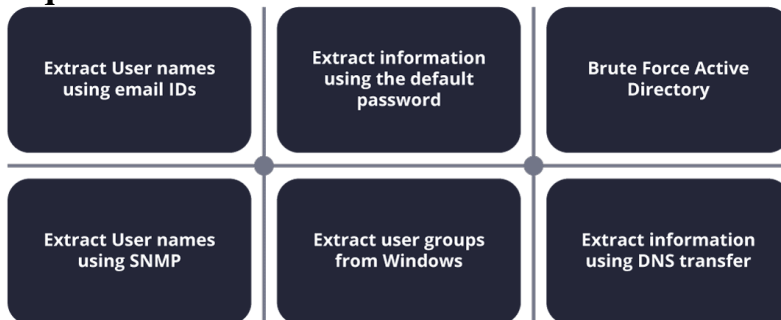 Extract User names
using email IDs
Extract information
using the default
password
Brute Force Active
Directory
Extract User names
using SNMP
Extract user groups
from Windows
Extract information
using DNS transfer